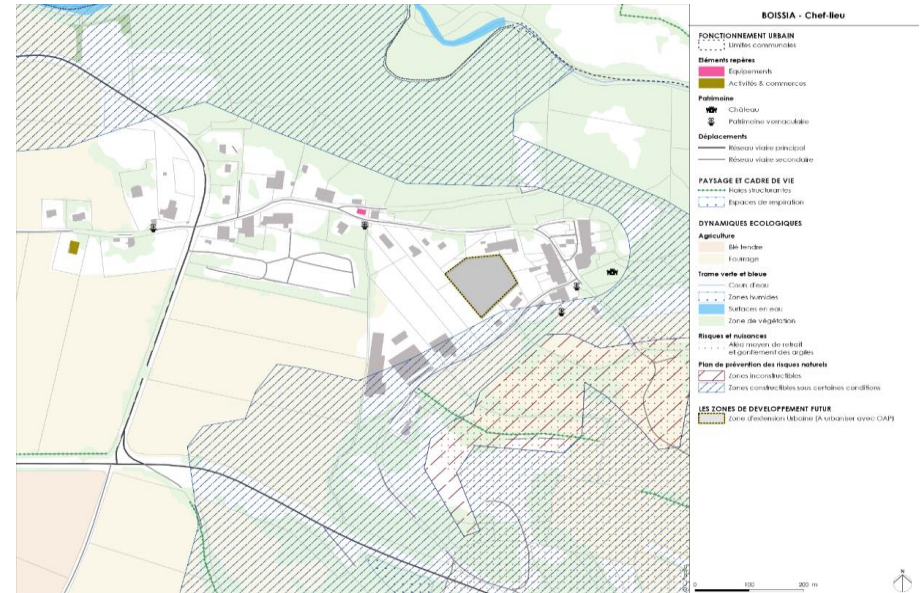 BOISSIA - Chef-lieu
FONCTIONNEMENT URBAIN
Limites communales
Eléments repères
Equipements
Activités & commerces
Patrimoine
Château
Patrimoine vernaculaire
Déplacements
Réseau viaire principal
Réseau viaire secondaire
PAYSAGE ET CADRE DE VIE
Haies structurantes
Espaces de respiration
DYNAMIQUES ECOLOGIQUES
Agriculture
Blé tendre
Fourrage
Trame verte et bleue
Cours d'eau
Zones humides
Surfaces en eau
Zone de végétation
Risques et nuisances
Aléa moyen de retrait
et gonflement des argiles
Plan de prévention des risques naturels
Zones inconstructibles
Zones constructibles sous certaines conditions
LES ZONES DE DEVELOPPEMENT FUTUR
Zone d'extension Urbaine (A urbaniser avec OAP)
0 100 200 m
N